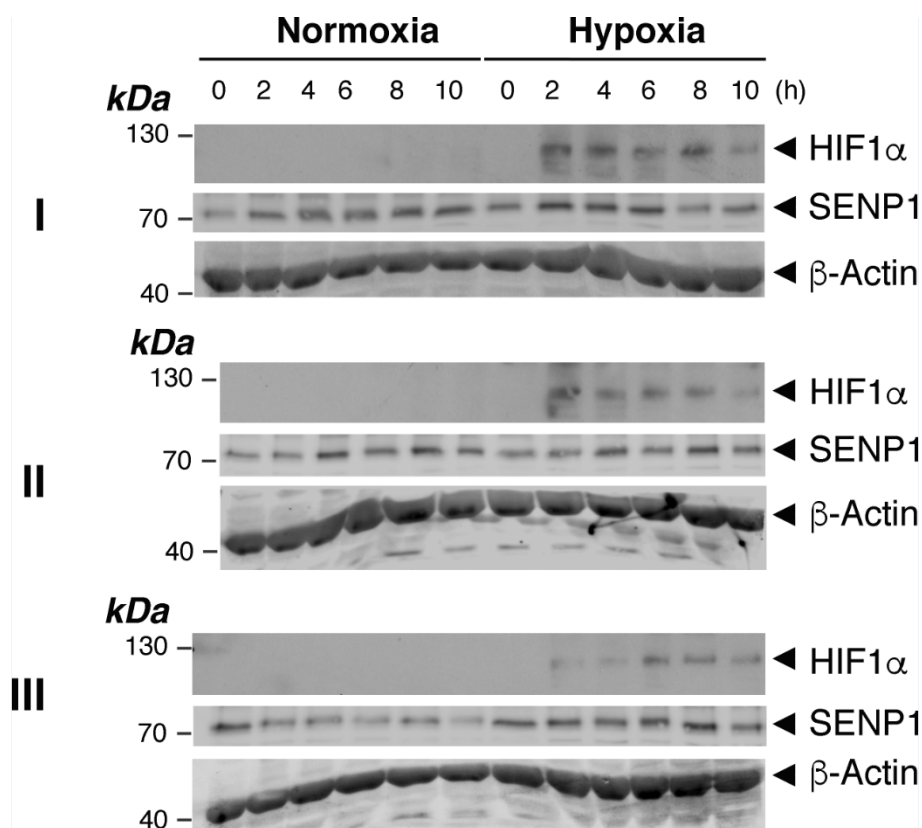 Normoxia Hypoxia
kDa 0 2 4 6 8 10 0 2 4 6 8 10 (h)
130 HIF1α
I 70 SENP1
40 β-Actin
kDa
130 HIF1α
II 70 SENP1
40 β-Actin
kDa
130 HIF1α
III 70 SENP1
40 β-Actin